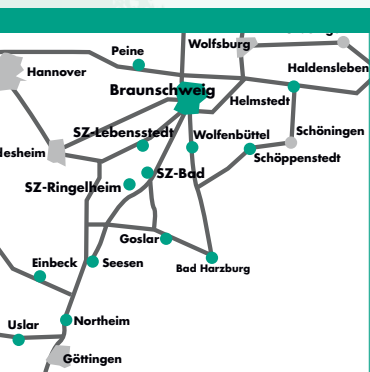 Wolfsburg
Peine
Hannover
Haldensleben
Braunschweig
Helmstedt
SZ-Lebenstedt
Wolfenbüttel
Schöningen
desheim
Schöppenstedt
SZ-Bad
SZ-Ringelheim
Goslar
Einbeck
Seesen
Bad Harzburg
Uslar
Northeim
Göttingen